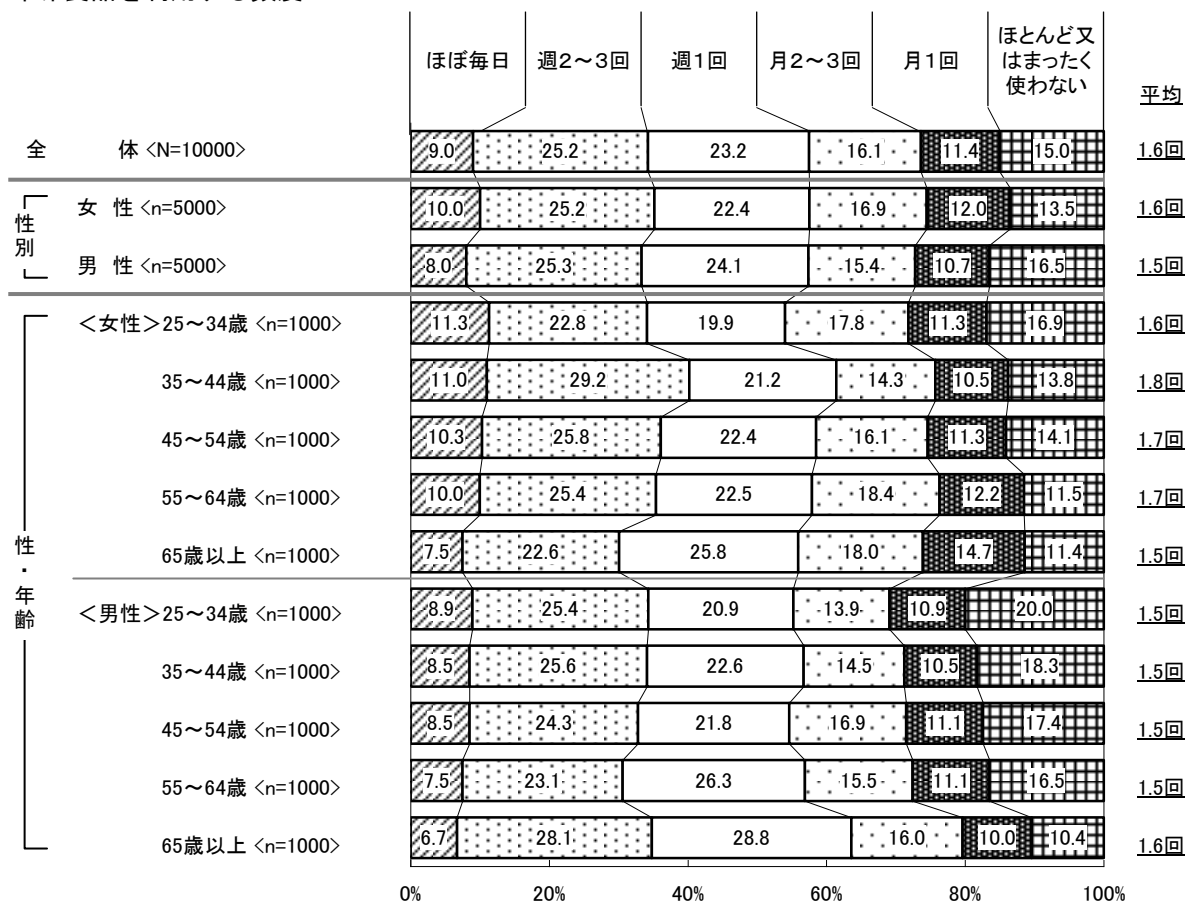 ほぼ毎日 週2～3回 週1回 月2～3回 月1回 ほとんど又はまったく使わない
平均
全体 <N=10000> 9.0 25.2 23.2 16.1 11.4 15.0 1.6回
性別
女 性 <n=5000> 10.0 25.2 22.4 16.9 12.0 13.5 1.6回
男 性 <n=5000> 8.0 25.3 24.1 15.4 10.7 16.5 1.5回
性・年齢
＜女性＞25～34歳 <n=1000> 11.3 22.8 19.9 17.8 11.3 16.9 1.6回
35～44歳 <n=1000> 11.0 29.2 21.2 14.3 10.5 13.8 1.8回
45～54歳 <n=1000> 10.3 25.8 22.4 16.1 11.3 14.1 1.7回
55～64歳 <n=1000> 10.0 25.4 22.5 18.4 12.2 11.5 1.7回
65歳以上 <n=1000> 7.5 22.6 25.8 18.0 14.7 11.4 1.5回
＜男性＞25～34歳 <n=1000> 8.9 25.4 20.9 13.9 10.9 20.0 1.5回
35～44歳 <n=1000> 8.5 25.6 22.6 14.5 10.5 18.3 1.5回
45～54歳 <n=1000> 8.5 24.3 21.8 16.9 11.1 17.4 1.5回
55～64歳 <n=1000> 7.5 23.1 26.3 15.5 11.1 16.5 1.5回
65歳以上 <n=1000> 6.7 28.1 28.8 16.0 10.0 10.4 1.6回
0% 20% 40% 60% 80% 100%